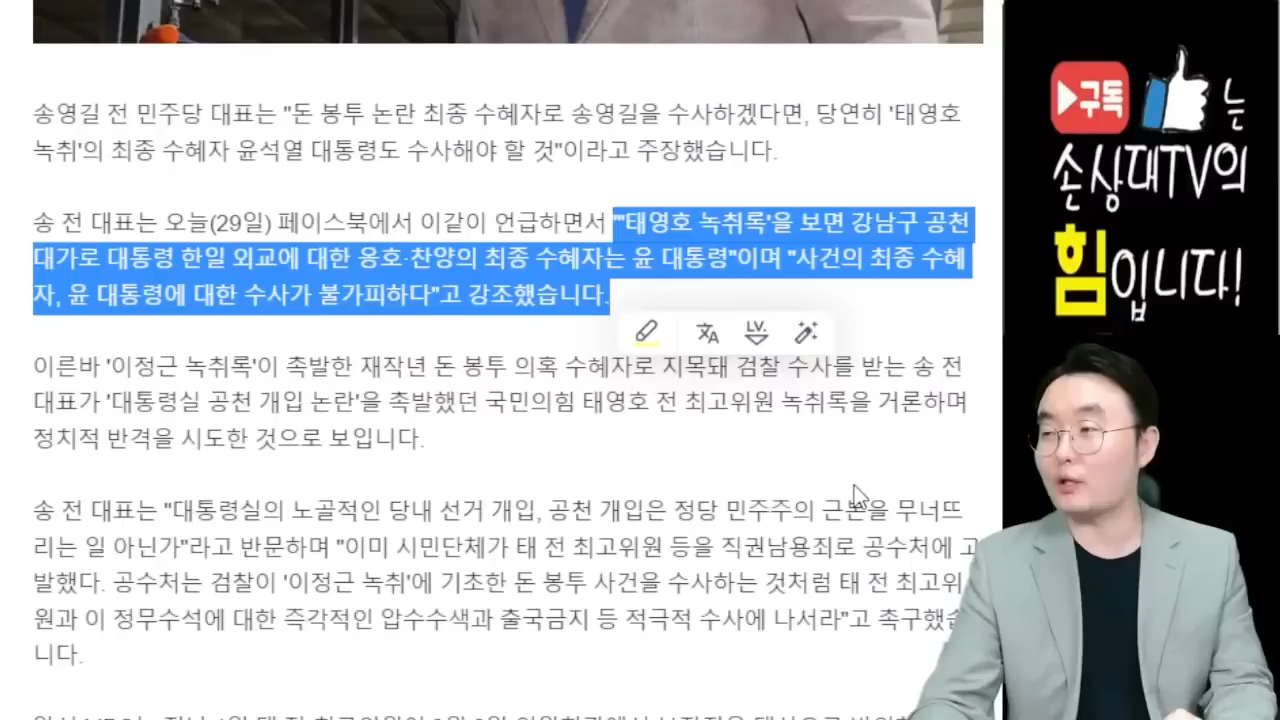 송영길 전 민주당 대표는 "돈 봉투 논란 최종 수혜자로 송영길을 수사하겠다면, 당연히 '태영호
녹취'의 최종 수혜자 윤석열 대통령도 수사해야 할 것"이라고 주장했습니다.
송 전 대표는 오늘(29일) 페이스북에서 이같이 언급하면서 "'태영호 녹취록'을 보면 강남구 공천
대가로 대통령 한일 외교에 대한 옹호·찬양의 최종 수혜자는 윤 대통령"이며 "사건의 최종 수혜
자, 윤 대통령에 대한 수사가 불가피하다"고 강조했습니다.
LV.
이른바 '이정근 녹취록'이 촉발한 재작년 돈 봉투 의혹 수혜자로 지목돼 검찰 수사를 받는 송 전
대표가 '대통령실 공천 개입 논란'을 촉발했던 국민의힘 태영호 전 최고위원 녹취록을 거론하며
정치적 반격을 시도한 것으로 보입니다.
송 전 대표는 "대통령실의 노골적인 당내 선거 개입, 공천 개입은 정당 민주주의 근본을 무너뜨
리는 일 아닌가"라고 반문하며 "이미 시민단체가 태 전 최고위원 등을 직권남용죄로 공수처에 고
발했다. 공수처는 검찰이 '이정근 녹취'에 기초한 돈 봉투 사건을 수사하는 것처럼 태 전 최고위
원과 이 정무수석에 대한 즉각적인 압수수색과 출국금지 등 적극적 수사에 나서라"고 촉구했습
니다.
구독 는
손상대TV의
힘입니다!